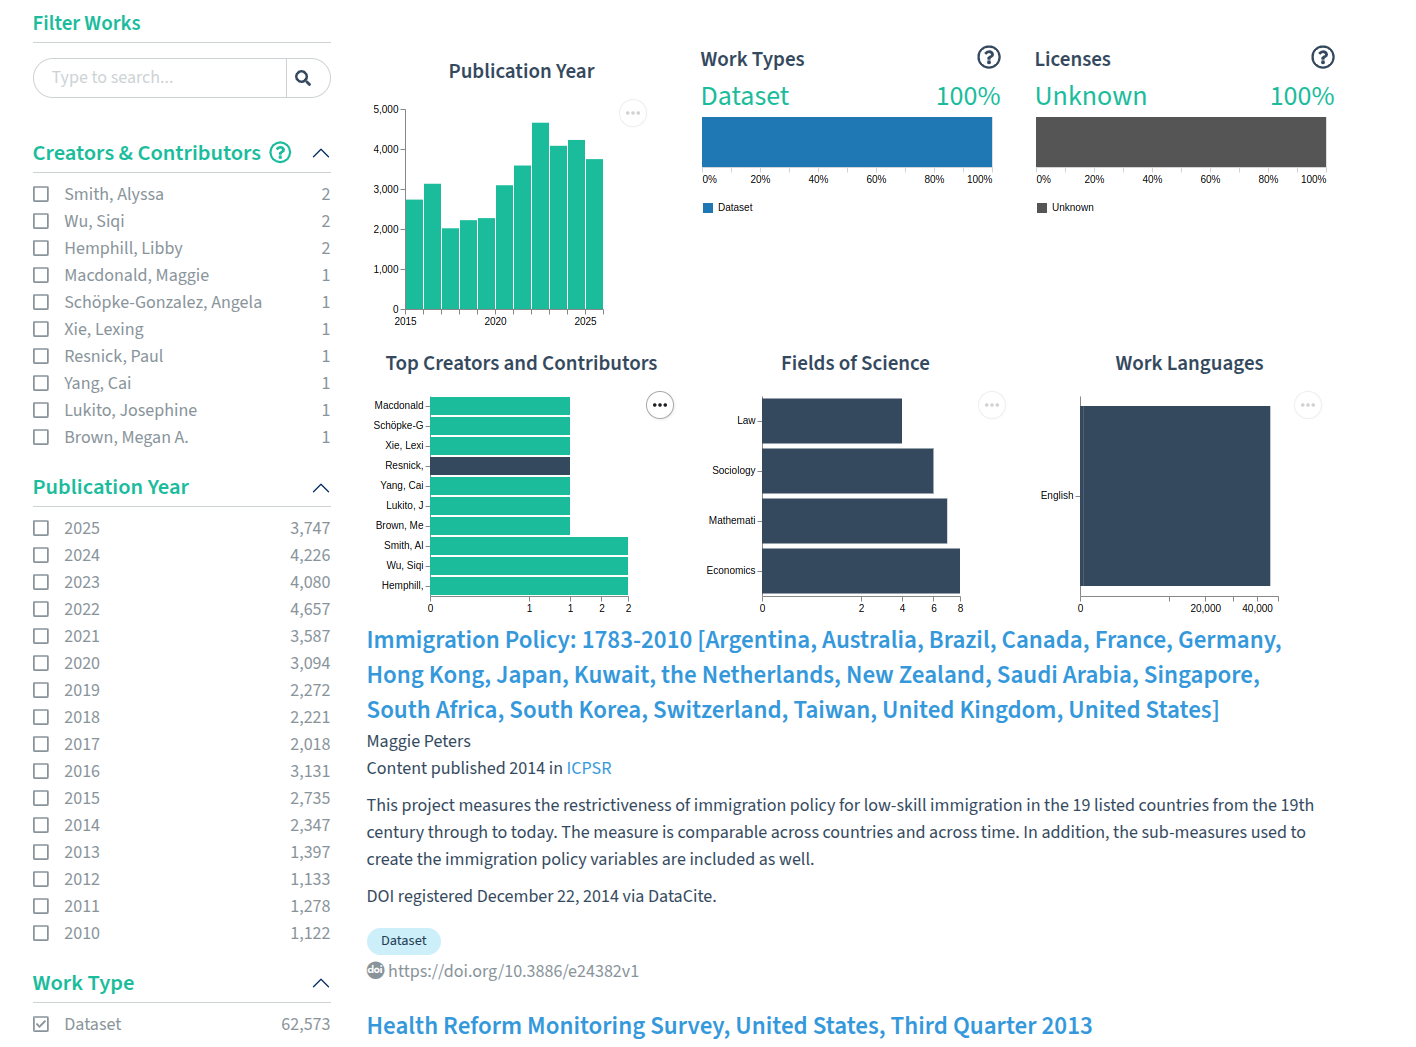 Filter Works
Type to search...
Creators & Contributors
Smith, Alyssa 2
Wu, Siqi 2
Hemphill, Libby 2
Macdonald, Maggie 1
Schöpke-Gonzalez, Angela 1
Xie, Lexing 1
Resnick, Paul 1
Yang, Cai 1
Lukito, Josephine 1
Brown, Megan A. 1
Publication Year
2025 3,747
2024 4,226
2023 4,080
2022 4,657
2021 3,587
2020 3,094
2019 2,272
2018 2,221
2017 2,018
2016 3,131
2015 2,735
2014 2,347
2013 1,397
2012 1,133
2011 1,278
2010 1,122
Work Type
Dataset 62,573
Publication Year
5,000
4,000
3,000
2,000
1,000
0
2015 2020 2025
Work Types
Dataset 100%
0% 20% 40% 60% 80% 100%
Dataset
Licenses
Unknown 100%
0% 20% 40% 60% 80% 100%
Unknown
Top Creators and Contributors
Macdonald
Schöpke-G
Xie, Lexi
Resnick,
Yang, Cai
Lukito, J
Brown, Me
Smith, Al
Wu, Siqi
Hemphill,
0 1 1 2 2
Fields of Science
Law
Sociology
Mathemati
Economics
0 2 4 6 8
Work Languages
English
0 20,000 40,000
Immigration Policy: 1783-2010 [Argentina, Australia, Brazil, Canada, France, Germany,
Hong Kong, Japan, Kuwait, the Netherlands, New Zealand, Saudi Arabia, Singapore,
South Africa, South Korea, Switzerland, Taiwan, United Kingdom, United States]
Maggie Peters
Content published 2014 in ICPSR
This project measures the restrictiveness of immigration policy for low-skill immigration in the 19 listed countries from the 19th
century through to today. The measure is comparable across countries and across time. In addition, the sub-measures used to
create the immigration policy variables are included as well.
DOI registered December 22, 2014 via DataCite.
Dataset
doi https://doi.org/10.3886/e24382v1
Health Reform Monitoring Survey, United States, Third Quarter 2013